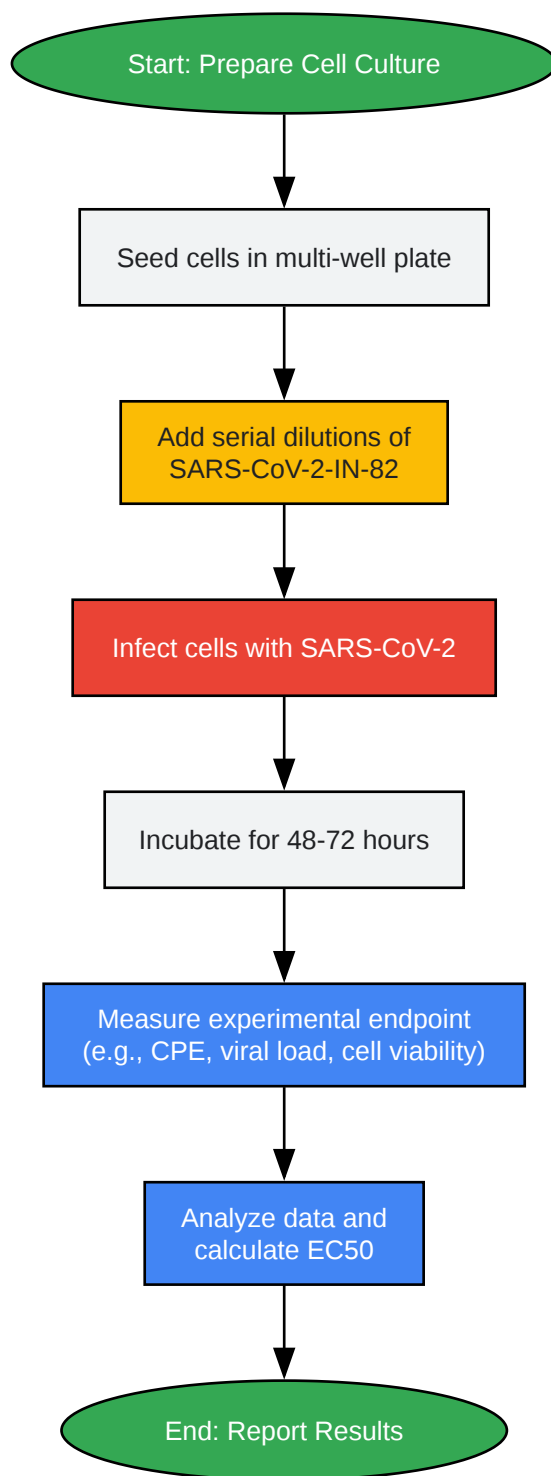 Start: Prepare Cell Culture
Seed cells in multi-well plate
Add serial dilutions of
SARS-CoV-2-IN-82
Infect cells with SARS-CoV-2
Incubate for 48-72 hours
Measure experimental endpoint
(e.g., CPE, viral load, cell viability)
Analyze data and
calculate EC50
End: Report Results